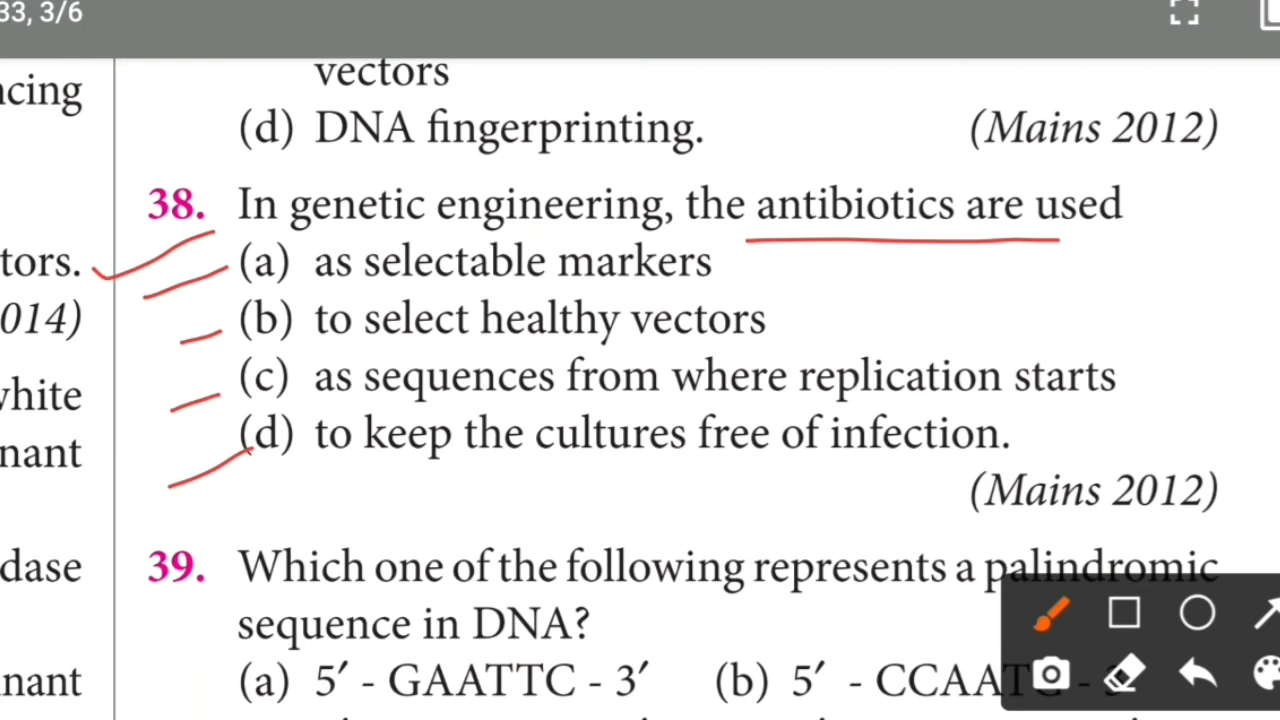 33, 3/6
ncing
tors.
014)
white
nant
dase
nant
vectors
(d) DNA fingerprinting. (Mains 2012)
38. In genetic engineering, the antibiotics are used
(a) as selectable markers
(b) to select healthy vectors
(c) as sequences from where replication starts
(d) to keep the cultures free of infection.
(Mains 2012)
39. Which one of the following represents a palindromic
sequence in DNA?
(a) 5′ - GAATTC - 3′ (b) 5′ - CCAAT